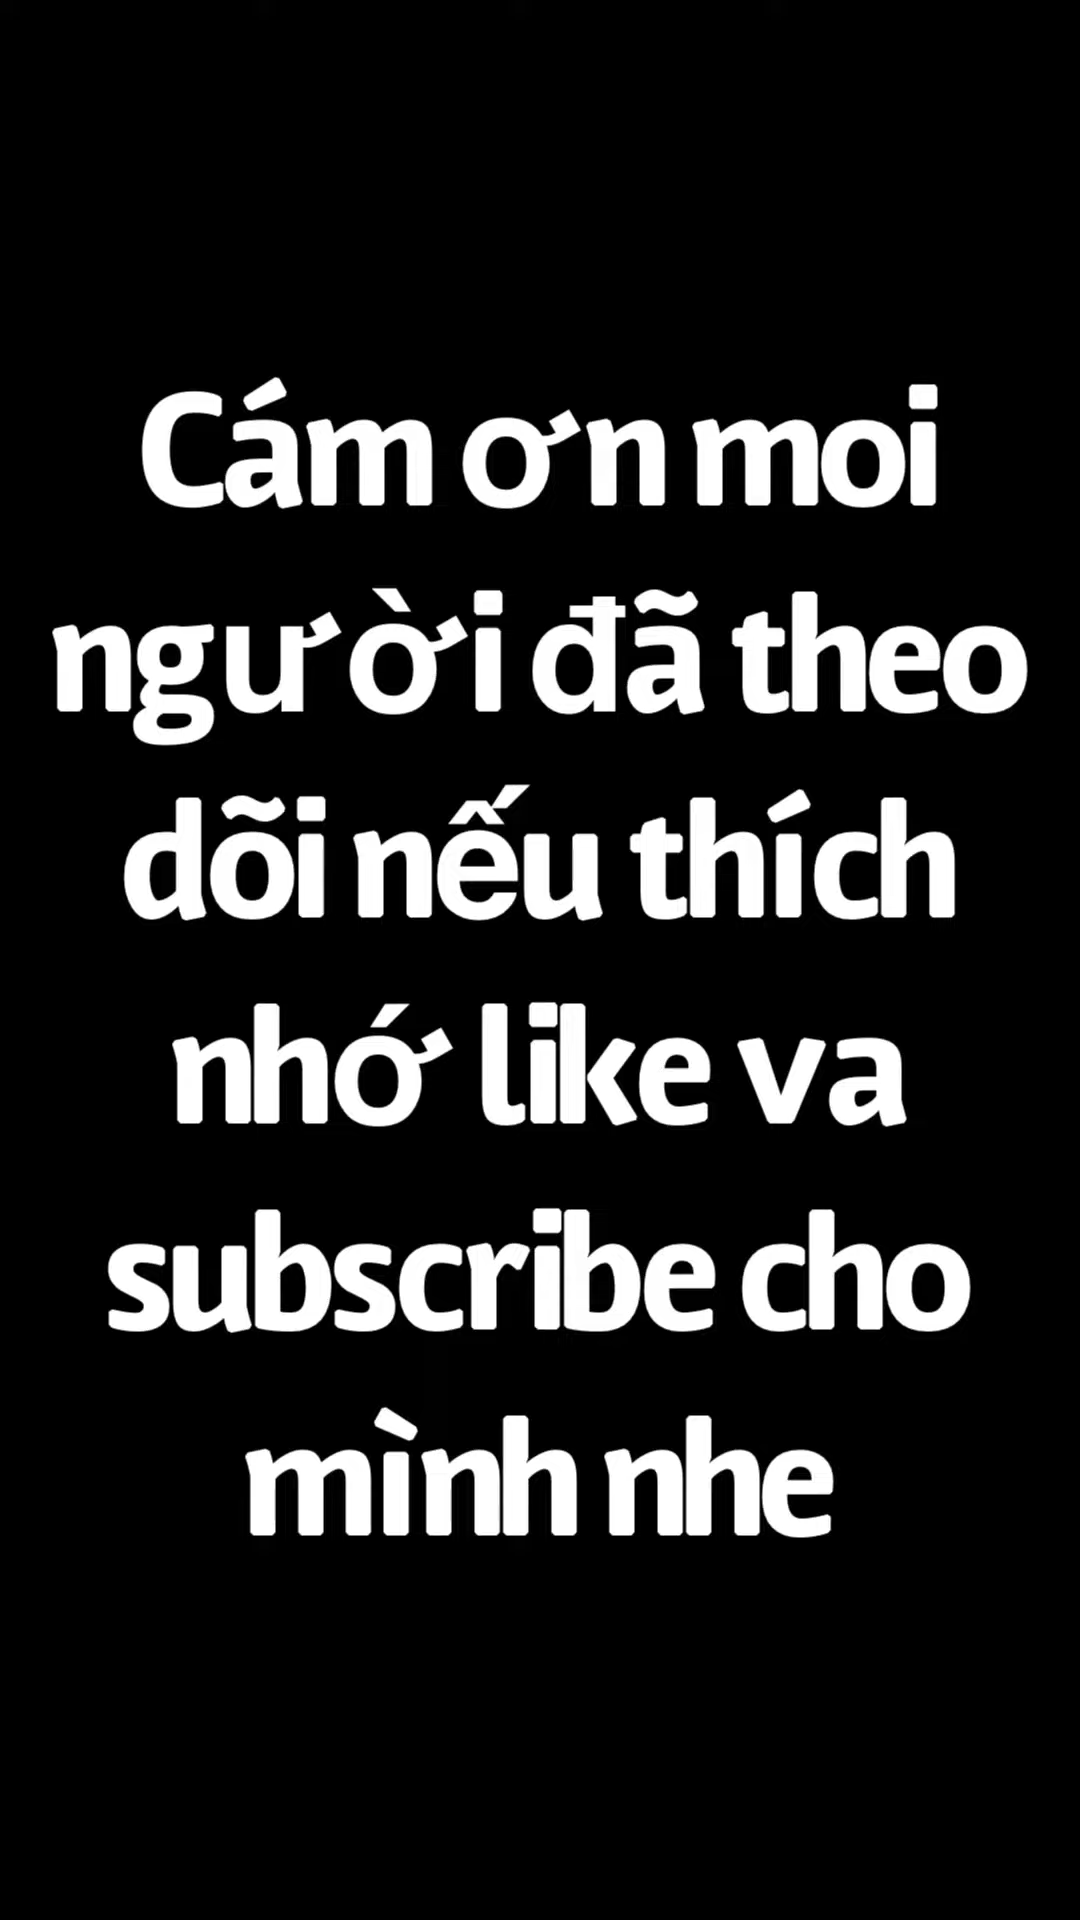 Cám ơn moi
người đã theo
dõi nếu thích
nhớ like va
subscribe cho
mình nhe